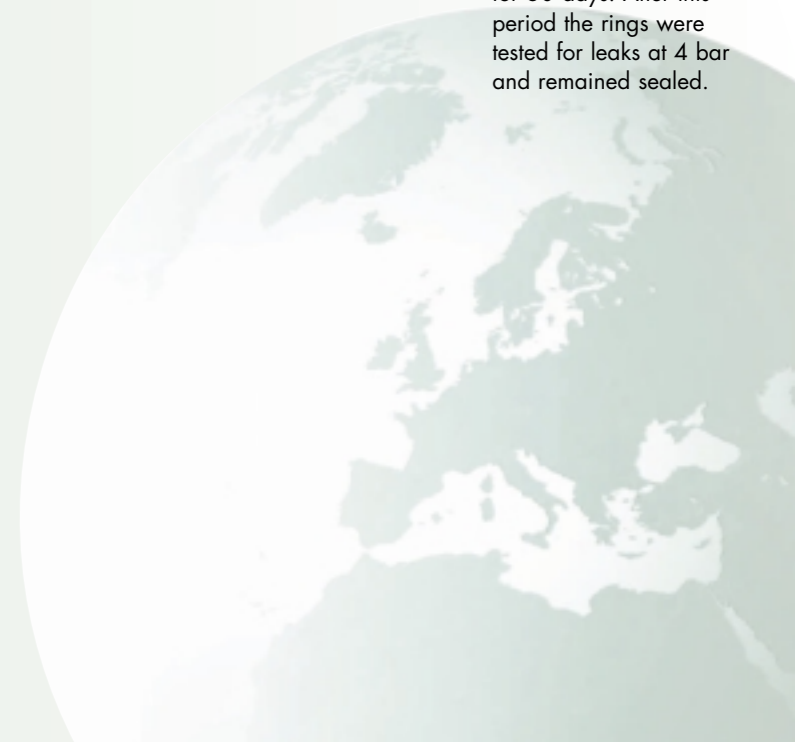 period the rings were
tested for leaks at 4 bar
and remained sealed.